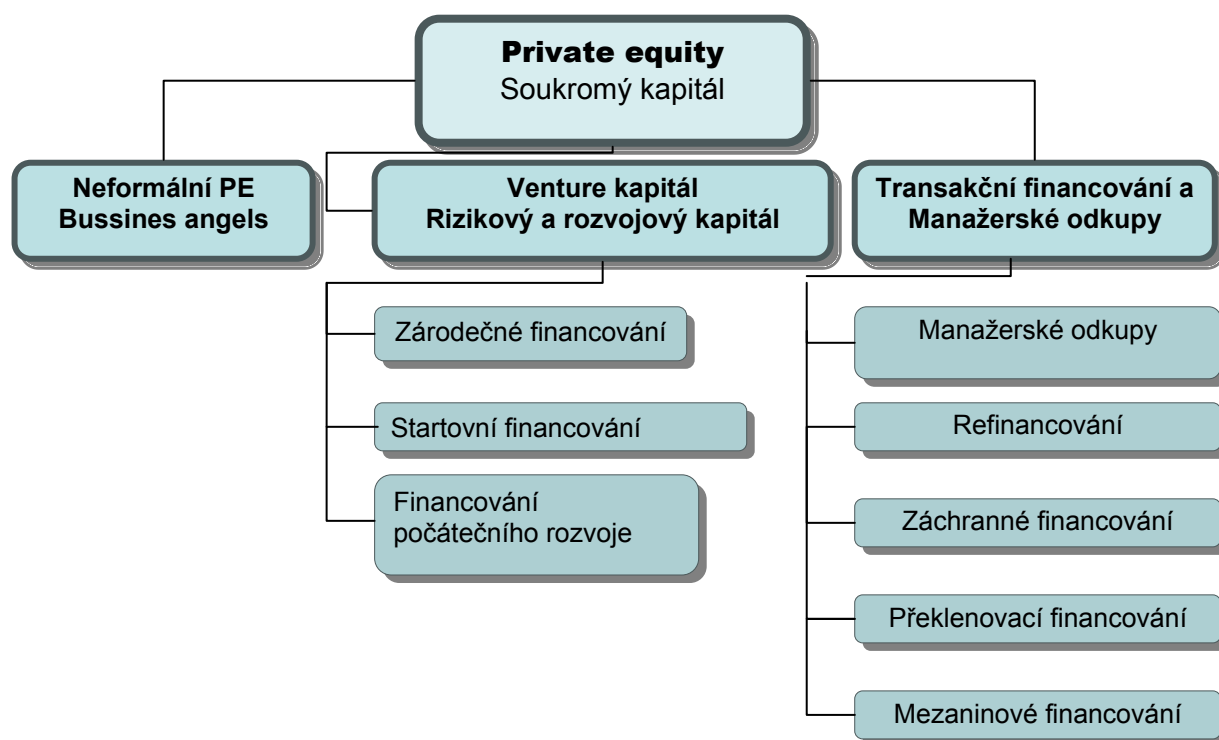 Private equity
Soukromý kapitál
Neformální PE
Bussines angels
Venture kapitál
Rizikový a rozvojový kapitál
Transakční financování a
Manažerské odkupy
Zárodečné financování
Startovní financování
Financování
počátečního rozvoje
Manažerské odkupy
Refinancování
Záchranné financování
Překlenovací financování
Mezaninové financování